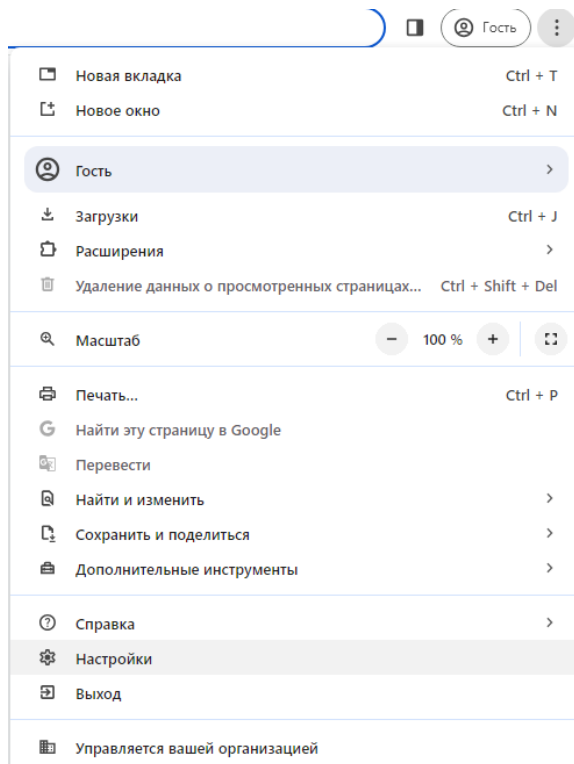 Гость
Новая вкладка Ctrl + T
Новое окно Ctrl + N
Гость
Загрузки Ctrl + J
Расширения
Удаление данных о просмотренных страницах... Ctrl + Shift + Del
Масштаб − 100 % +
Печать... Ctrl + P
G Найти эту страницу в Google
Перевести
Найти и изменить
Сохранить и поделиться
Дополнительные инструменты
Справка
Настройки
Выход
Управляется вашей организацией